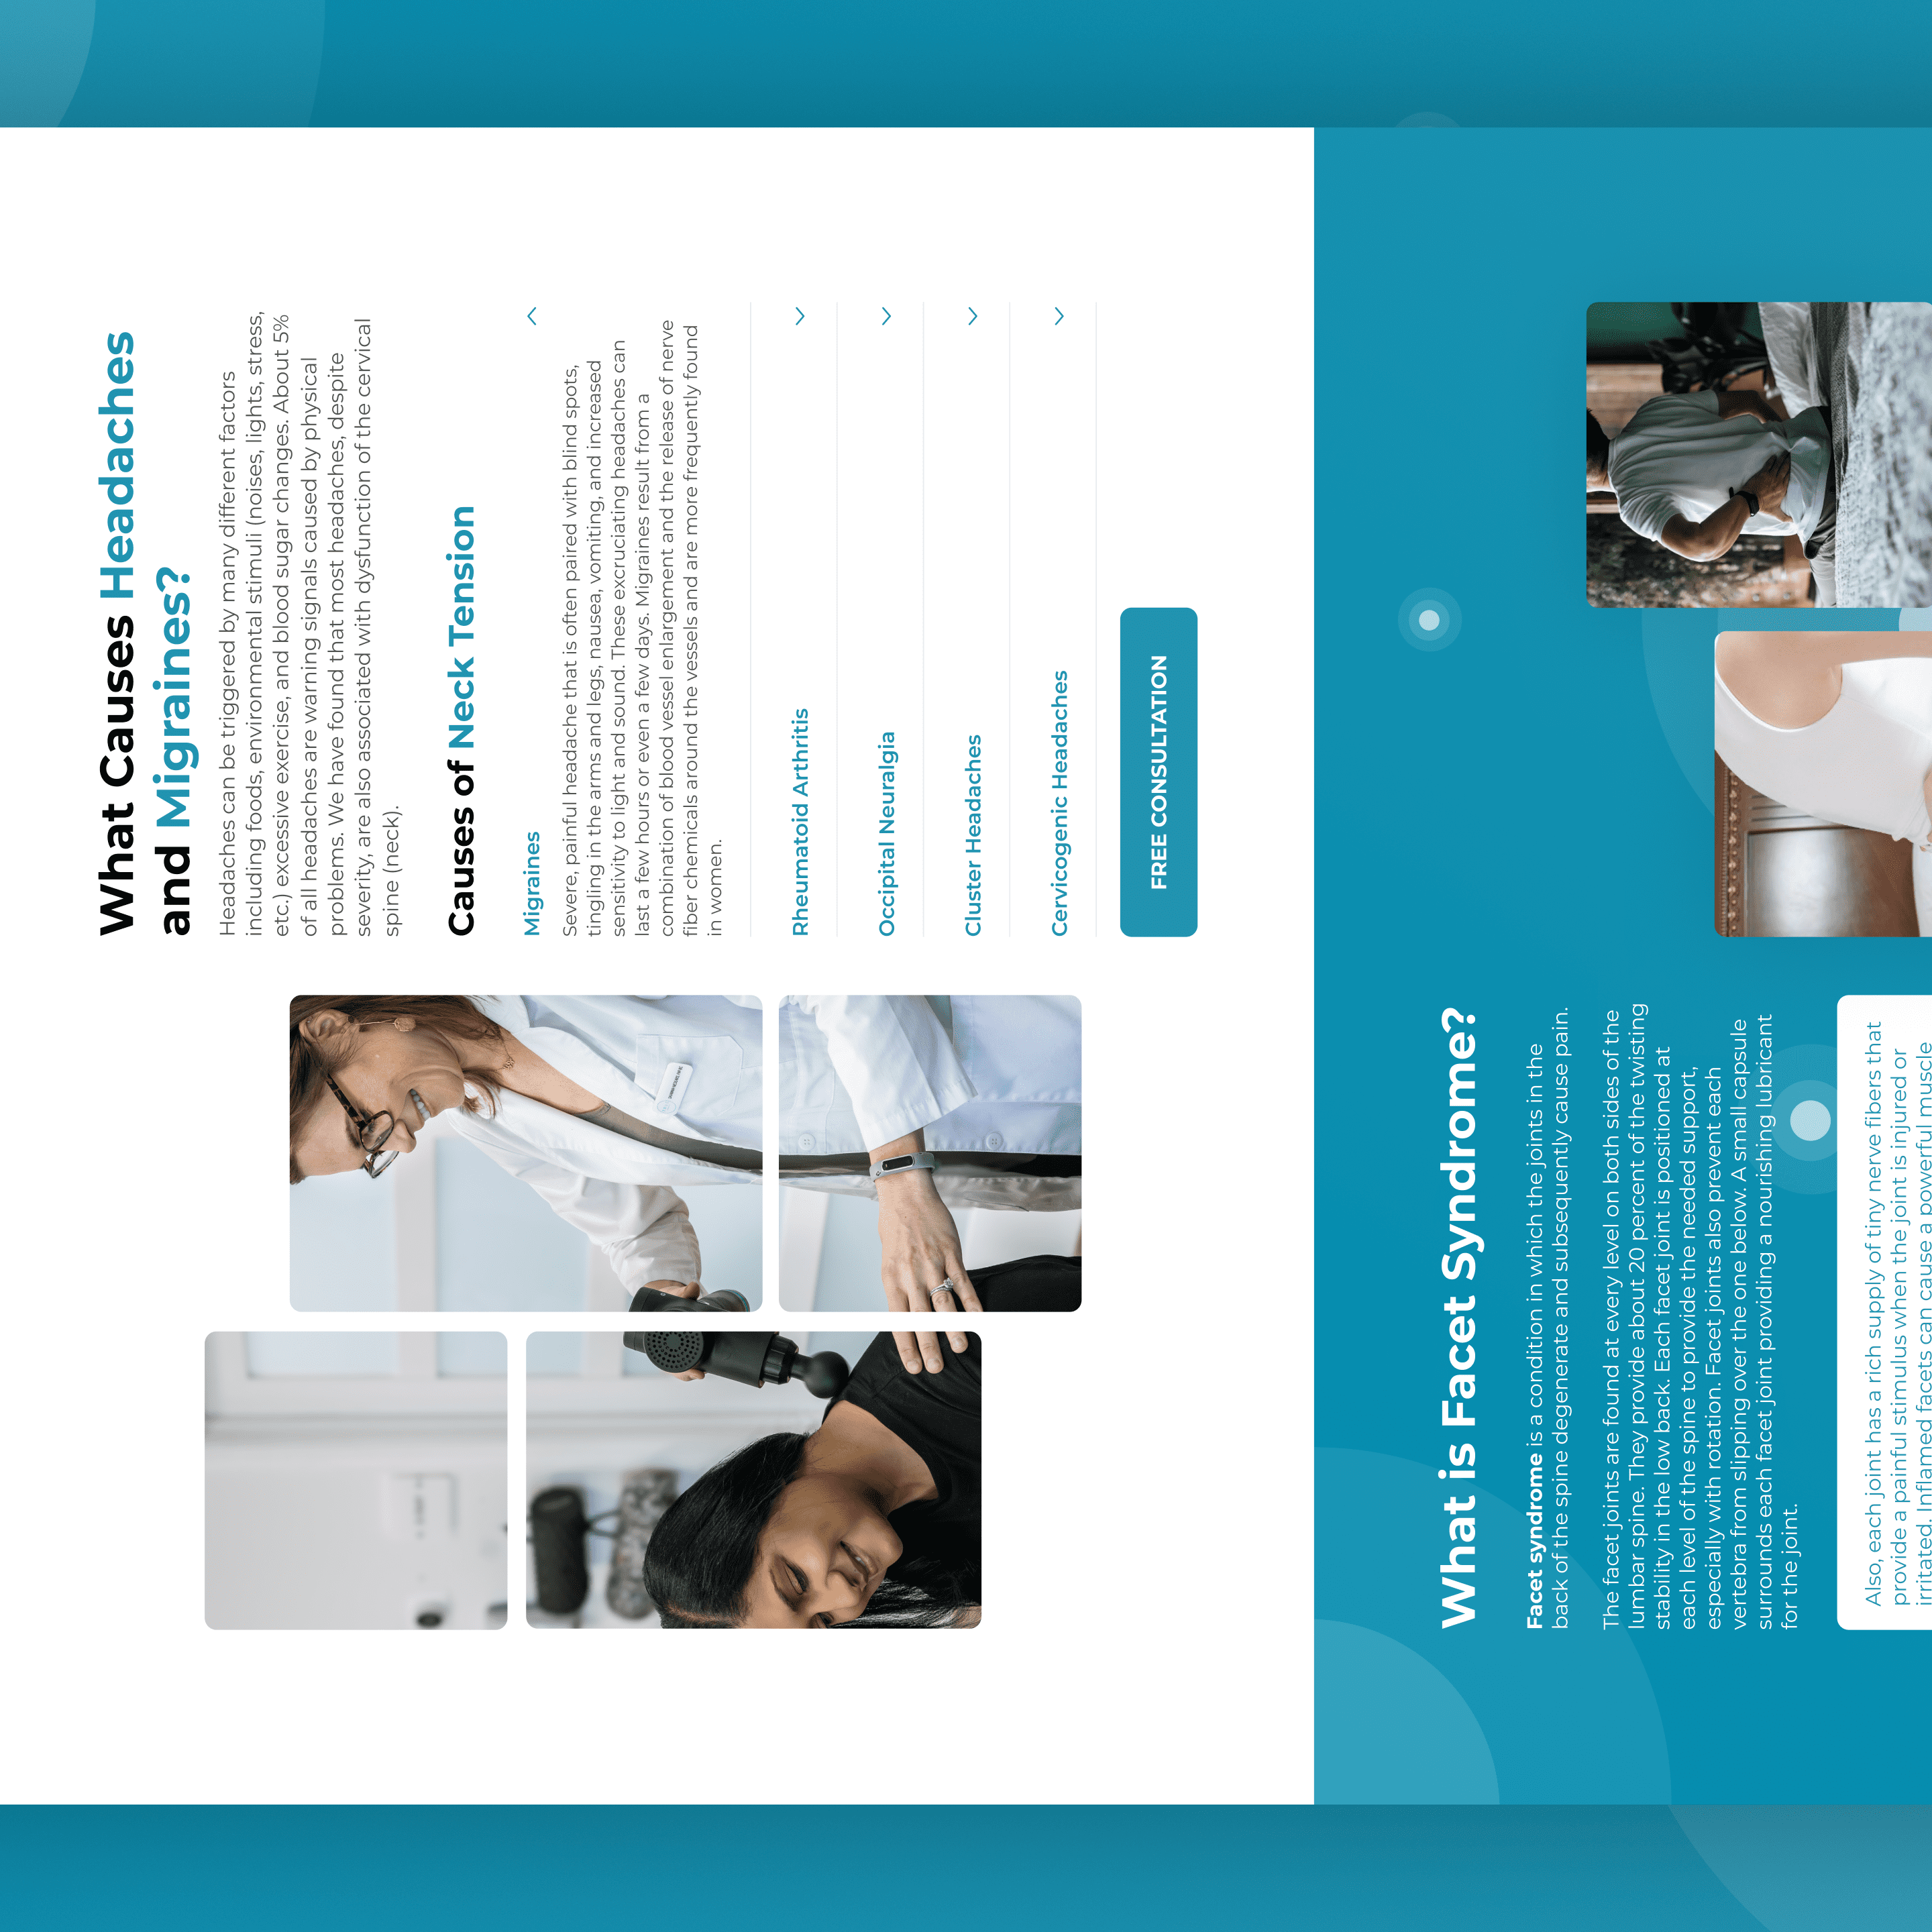 What Causes Headaches
and Migraines?
Headaches can be triggered by many different factors
including foods, environmental stimuli (noises, lights, stress,
etc.) excessive exercise, and blood sugar changes. About 5%
of all headaches are warning signals caused by physical
problems. We have found that most headaches, despite
severity, are also associated with dysfunction of the cervical
spine (neck).
Causes of Neck Tension
Migraines
Severe, painful headache that is often paired with blind spots,
tingling in the arms and legs, nausea, vomiting, and increased
sensitivity to light and sound. These excruciating headaches can
last a few hours or even a few days. Migraines result from a
combination of blood vessel enlargement and the release of nerve
fiber chemicals around the vessels and are more frequently found
in women.
Rheumatoid Arthritis
Occipital Neuralgia
Cluster Headaches
Cervicogenic Headaches
FREE CONSULTATION
What is Facet Syndrome?
Facet syndrome is a condition in which the joints in the
back of the spine degenerate and subsequently cause pain.
The facet joints are found at every level on both sides of the
lumbar spine. They provide about 20 percent of the twisting
stability in the low back. Each facet joint is positioned at
each level of the spine to provide the needed support,
especially with rotation. Facet joints also prevent each
vertebra from slipping over the one below. A small capsule
surrounds each facet joint providing a nourishing lubricant
for the joint.
Also, each joint has a rich supply of tiny nerve fibers that
provide a painful stimulus when the joint is injured or
irritated. Inflamed facets can cause a powerful muscle